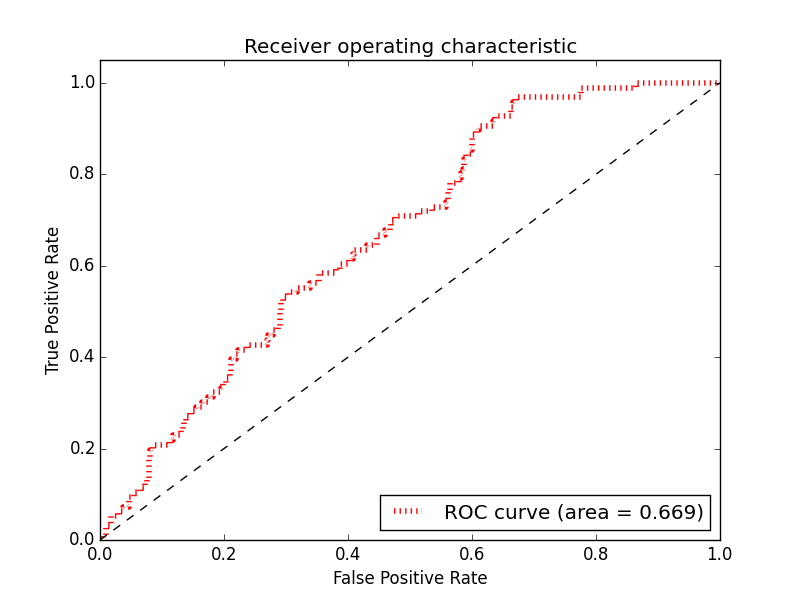 Receiver operating characteristic
1.0
0.8
0.6
0.4
0.2
0.0
True Positive Rate
ROC curve (area = 0.669)
0.0 0.2 0.4 0.6 0.8 1.0
False Positive Rate